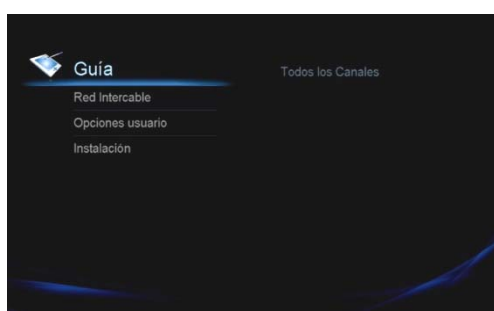 Guía
Todos los Canales
Red Intercable
Opciones usuario
Instalación